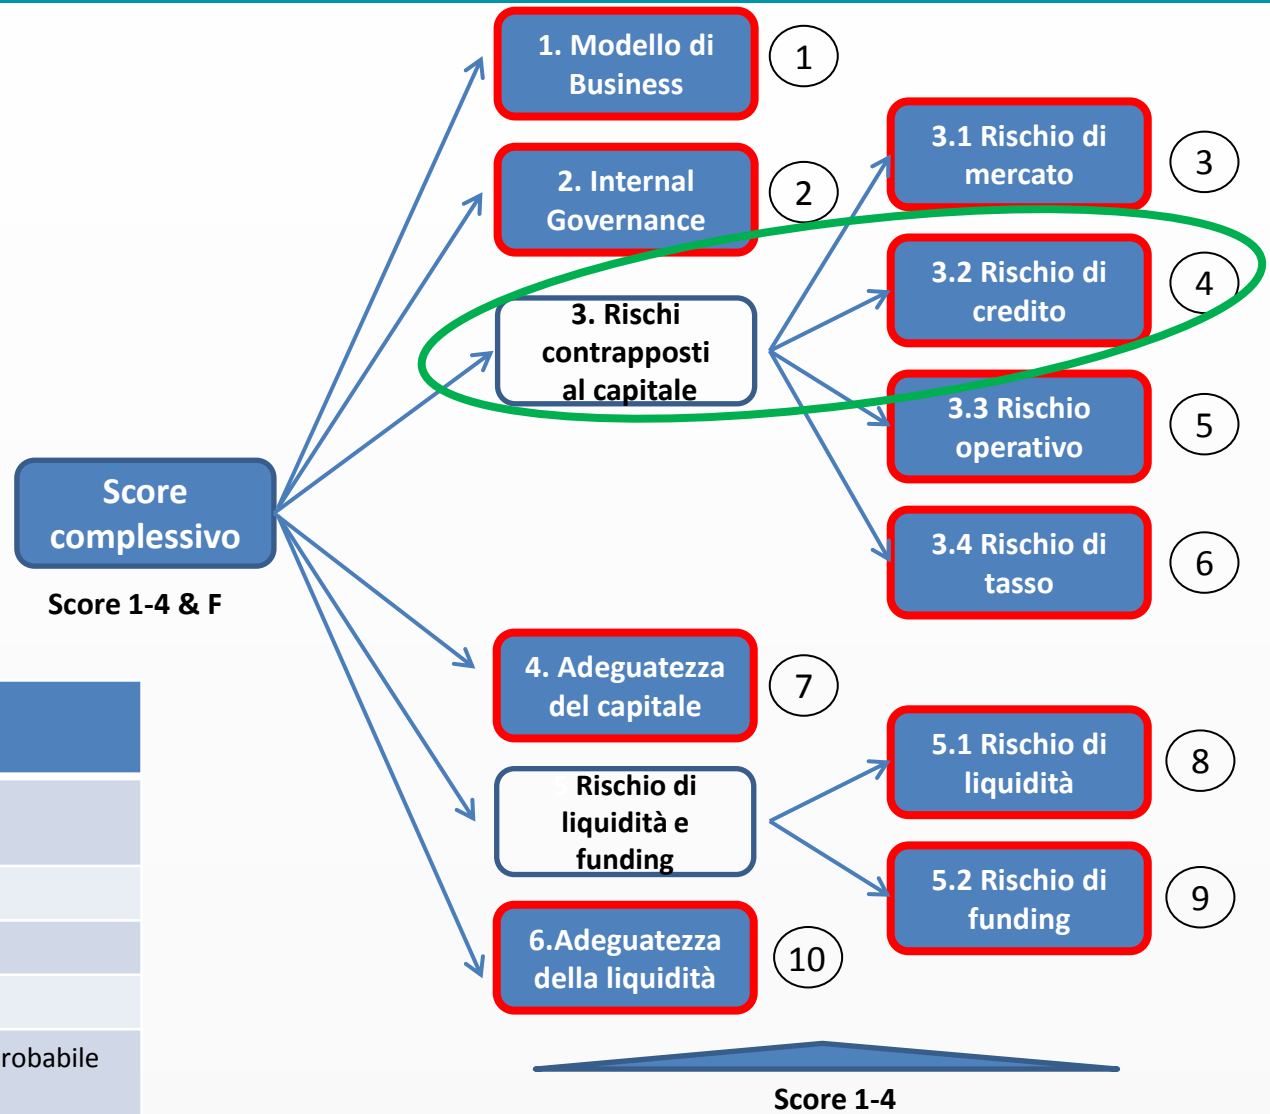 1. Modello di
Business
1
2. Internal
Governance
2
3. Rischi
contrapposti
al capitale
3.1 Rischio di
mercato
3
3.2 Rischio di
credito
4
3.3 Rischio
operativo
5
3.4 Rischio di
tasso
6
Score
complessivo
Score 1-4 & F
4. Adeguatezza
del capitale
7
5 Rischio di
liquidità e
funding
5.1 Rischio di
liquidità
8
5.2 Rischio di
funding
9
6.Adeguatezza
della liquidità
10
Score 1-4